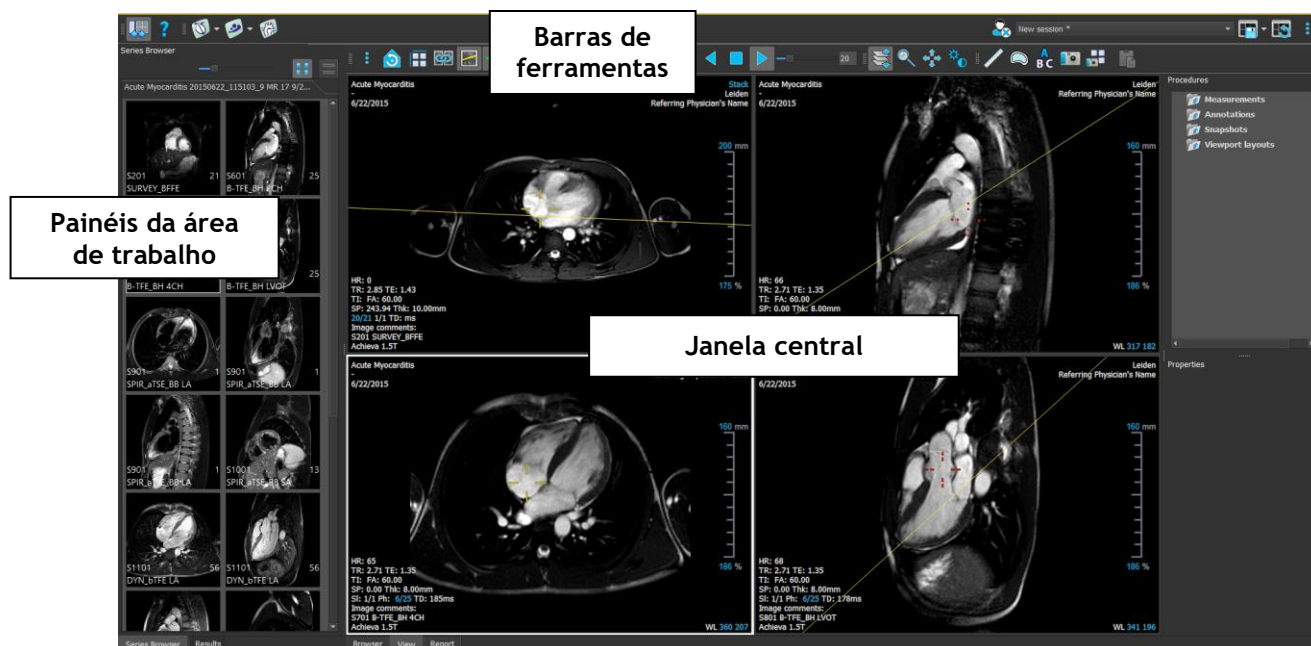 New session *
Series Browser
Barras de
ferramentas
20
A
B C
Acute Myocarditis 20150622_115103_9 MR 17 9/2...
S201
21
SURVEY_BFFE
S601
25
B-TFE_BH 2CH
Painéis da área
de trabalho
B-TFE_BH 4CH
25
B-TFE_BH LVOT
S901
1
SPIR_aTSE_BB LA
S901
1
SPIR_aTSE_BB LA
S901
1
SPIR_aTSE_BB LA
S1001
13
SPIR_aTSE_BB SA
S1101
56
DYN_bTFE LA
S1101
56
DYN_bTFE LA
Series Browser
Results
Acute Myocarditis
-
6/22/2015
Stack
Leiden
Referring Physician's Name
200 mm
175 %
HR: 0
TR: 2.85 TE: 1.43
TI: FA: 60.00
SP: 243.94 Thk: 10.00mm
20/21 1/1 TD: ms
Image comments:
S201 SURVEY_BFFE
Achieva 1.5T
Acute Myocarditis
-
6/22/2015
Leiden
Referring Physician's Name
160 mm
186 %
HR: 66
TR: 2.71 TE: 1.35
TI: FA: 60.00
SP: 0.00 Thk: 8.00mm
WL 317 182
Janela central
Acute Myocarditis
-
6/22/2015
160 mm
186 %
HR: 65
TR: 2.71 TE: 1.35
TI: FA: 60.00
SP: 0.00 Thk: 8.00mm
SI: 1/1 Ph: 6/25 TD: 185ms
Image comments:
S701 B-TFE_BH 4CH
Achieva 1.5T
WL 360 207
6/22/2015
Leiden
Referring Physician's Name
160 mm
186 %
HR: 68
TR: 2.71 TE: 1.35
TI: FA: 60.00
SP: 0.00 Thk: 8.00mm
SI: 1/1 Ph: 6/25 TD: 178ms
Image comments:
S801 B-TFE_BH LVOT
Achieva 1.5T
WL 341 196
Browser
View
Report
Procedures
Measurements
Annotations
Snapshots
Viewport layouts
Properties